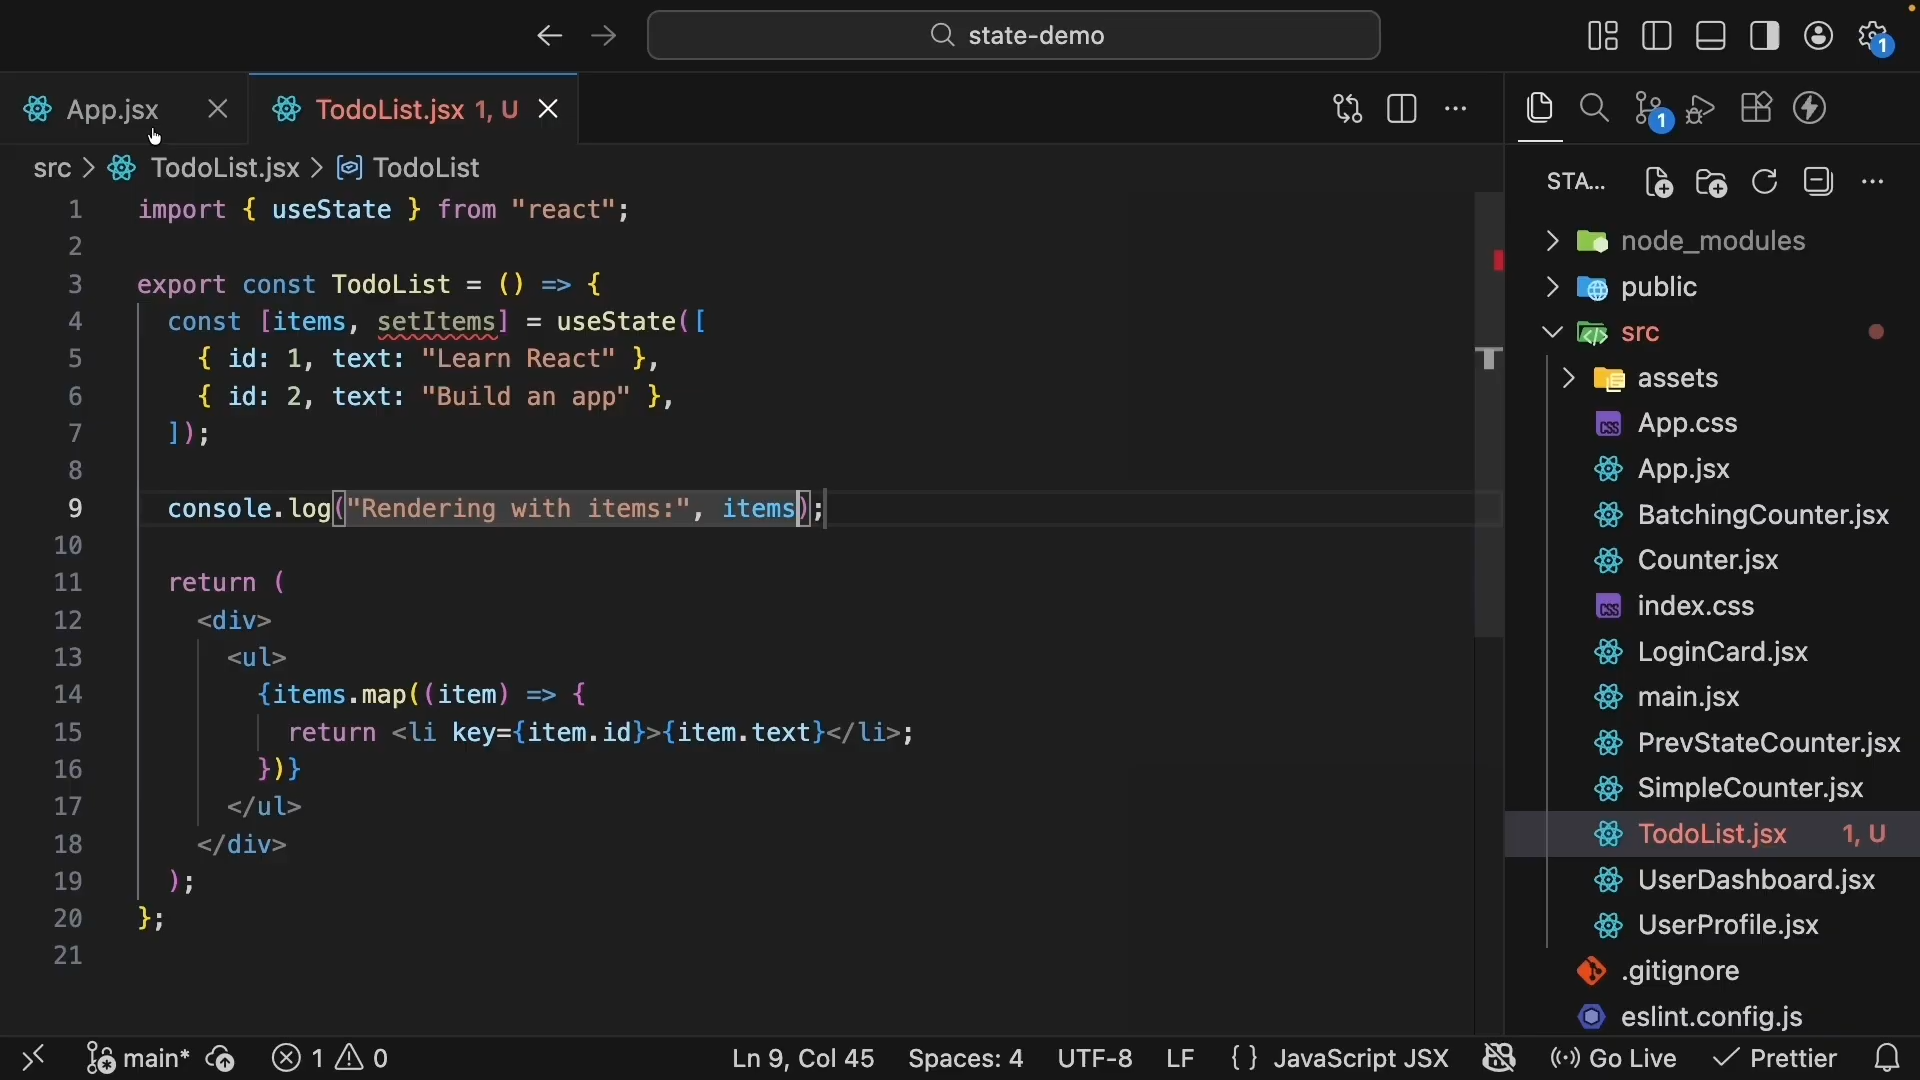 state-demo
1
App.jsx
TodoList.jsx 1, U
1
src > TodoList.jsx > TodoList
STA...
1 import { useState } from "react";
2
3 export const TodoList = () => {
4 const [items, setItems] = useState([
5 { id: 1, text: "Learn React" },
6 { id: 2, text: "Build an app" },
7 ]);
8
9 console.log("Rendering with items:", items);
10
11 return (
12 <div>
13 <ul>
14 {items.map((item) => {
15 return <li key={item.id}>{item.text}</li>;
16 })}
17 </ul>
18 </div>
19 );
20 };
21
node_modules
public
src
assets
App.css
App.jsx
BatchingCounter.jsx
Counter.jsx
index.css
LoginCard.jsx
main.jsx
PrevStateCounter.jsx
SimpleCounter.jsx
TodoList.jsx 1, U
UserDashboard.jsx
UserProfile.jsx
.gitignore
eslint.config.js
main* 1 0 Ln 9, Col 45 Spaces: 4 UTF-8 LF { } JavaScript JSX Go Live Prettier